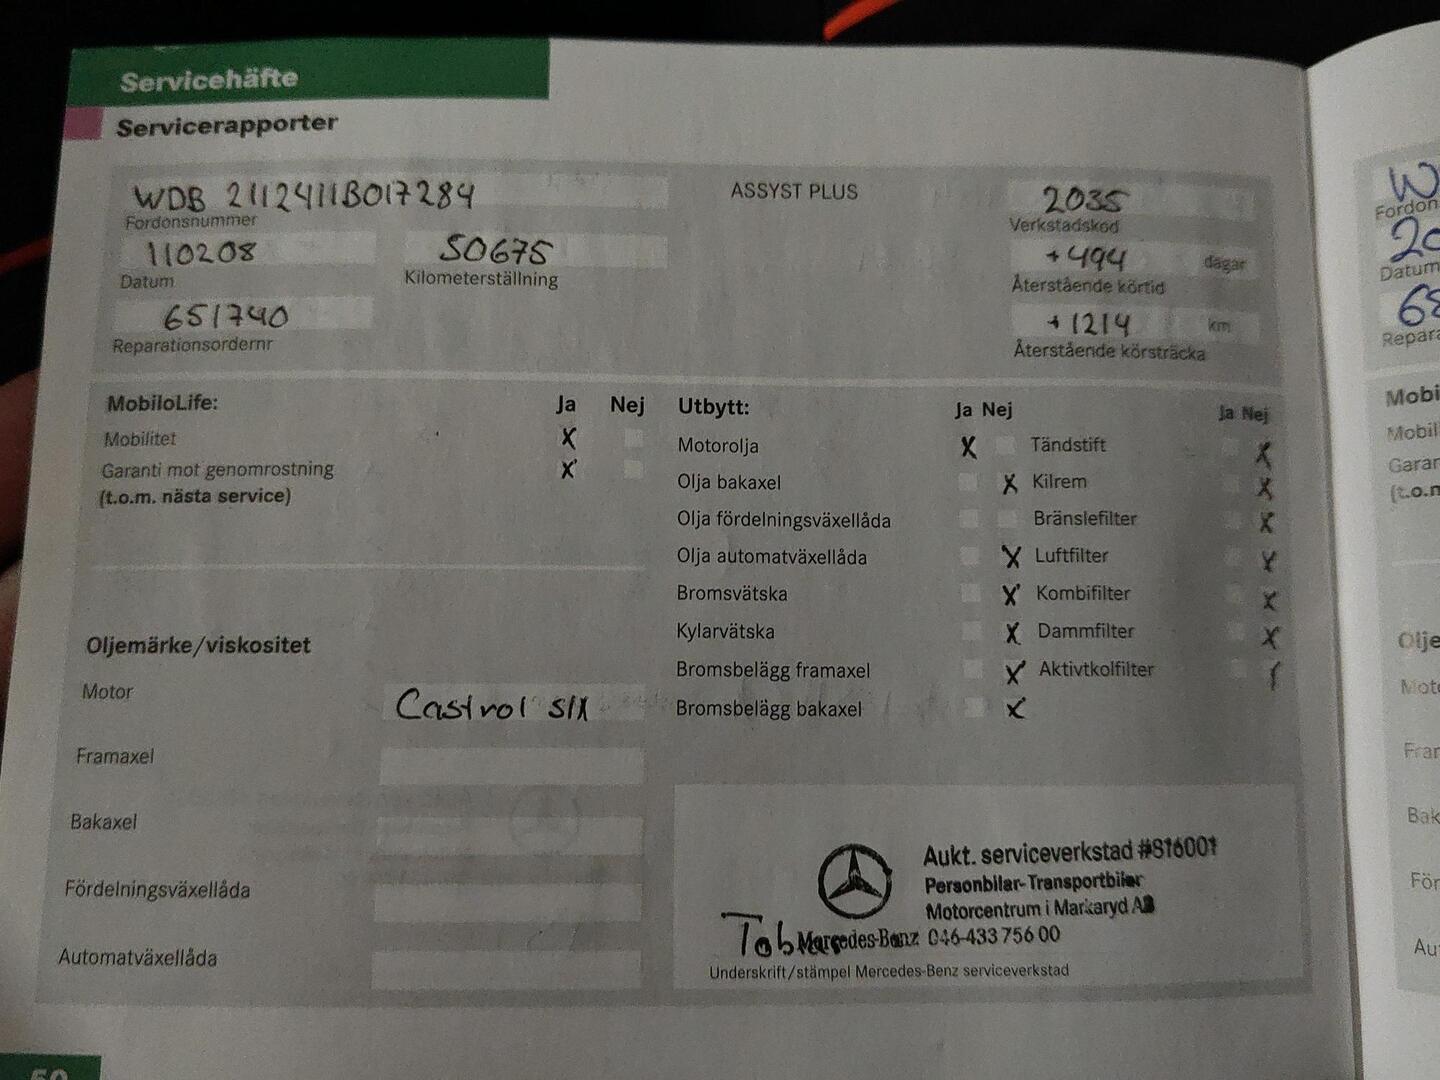 Servicehäfte
Servicerapporter
WDB 2112411B017284
Fordonsnummer
110208
Datum
50675
Kilometerställning
651740
Reparationsordernr
ASSYST PLUS
2035
Verkstadskod
+494 dagar
Återstående körtid
+1214 km
Återstående körsträcka
MobiloLife: Ja Nej
Mobilitet X
Garanti mot genomrostning X
(t.o.m. nästa service)
Oljemärke/viskositet
Motor Castrol slx
Framaxel
Bakaxel
Fördelningsväxellåda
Automatväxellåda
Utbytt: Ja Nej Ja Nej
Motorolja X Tändstift X
Olja bakaxel X Kilrem X
Olja fördelningsväxellåda Bränslefilter X
Olja automatväxellåda X Luftfilter X
Bromsvätska X Kombifilter X
Kylarvätska X Dammfilter X
Bromsbelägg framaxel X Aktivtkolfilter
Bromsbelägg bakaxel X
Aukt. serviceverkstad #816001
Personbilar-Transportbilar
Motorcentrum i Markaryd AB
Mercedes-Benz 046-433 756 00
Underskrift/stämpel Mercedes-Benz serviceverkstad
50